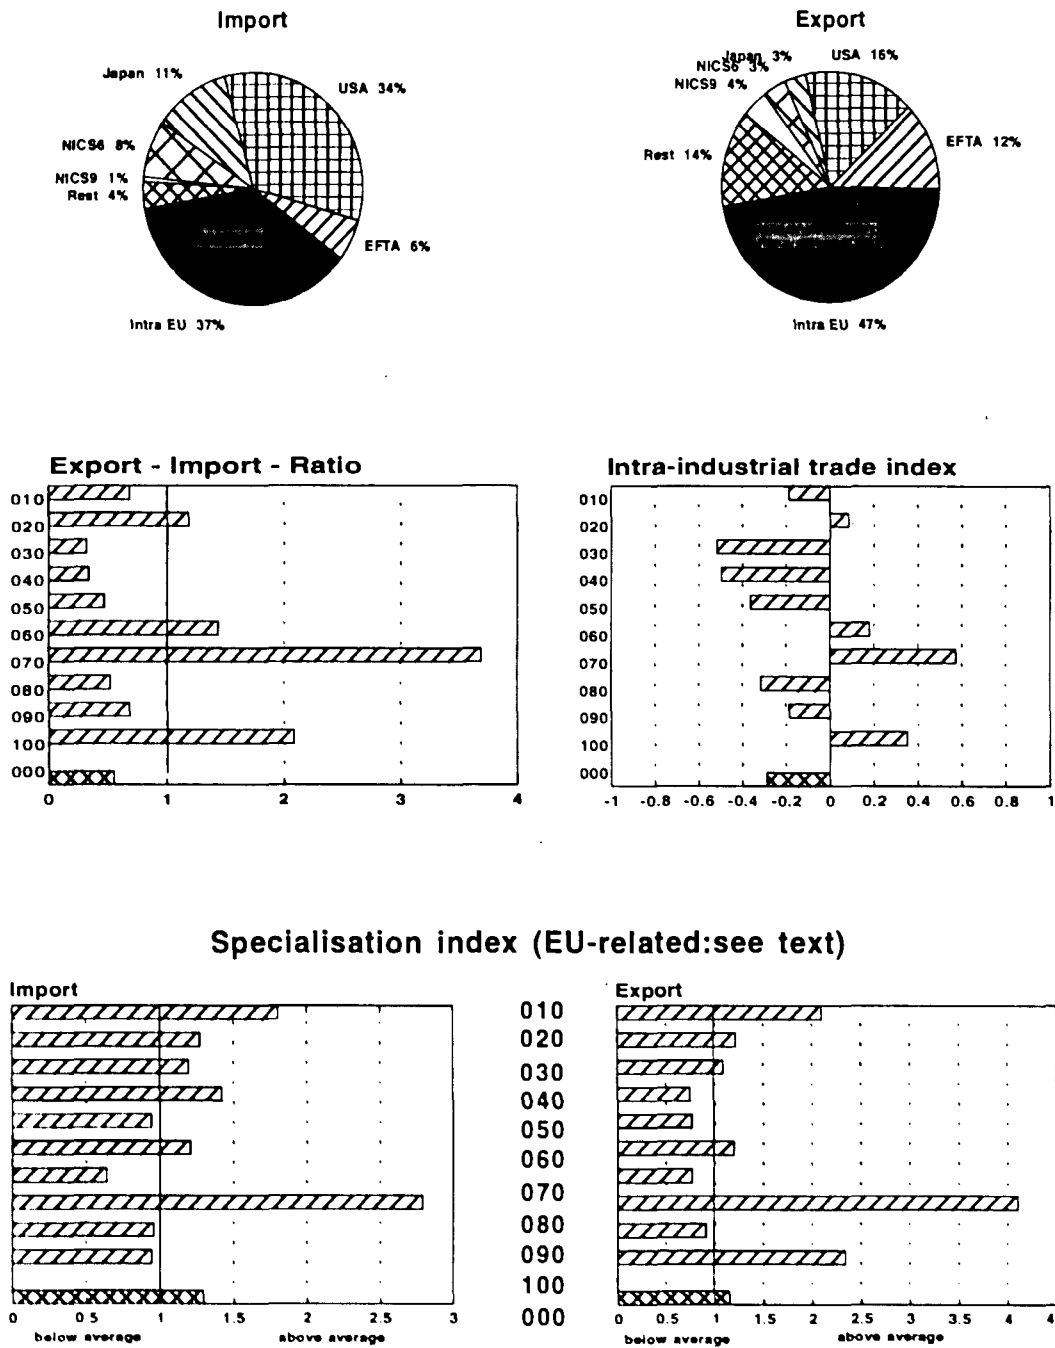 Import
Japan 11%
USA 34%
NICS6 8%
NICS9 1%
Rest 4%
EFTA 6%
Intra EU 37%
Export
Japan 3%
USA 16%
NICS6 3%
NICS9 4%
EFTA 12%
Rest 14%
Intra EU 47%
Export - Import - Ratio
010
020
030
040
050
060
070
080
090
100
000
0 1 2 3 4
Intra-industrial trade index
010
020
030
040
050
060
070
080
090
100
000
-1 -0.8 -0.6 -0.4 -0.2 0 0.2 0.4 0.6 0.8 1
Specialisation index (EU-related:see text)
Import
0 0.5 1 1.5 2 2.5 3
below average above average
010
020
030
040
050
060
070
080
090
100
000
Export
0 0.5 1 1.5 2 2.5 3 3.5 4 4
below average above average